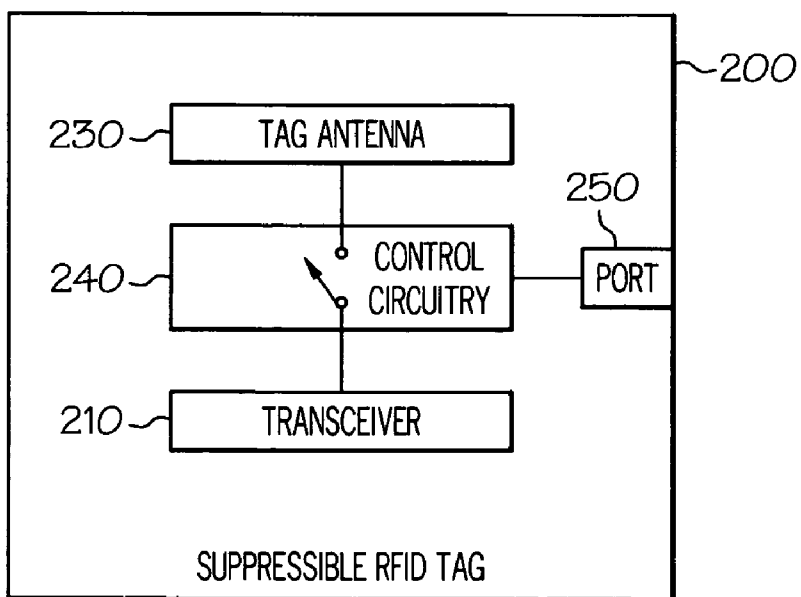 200
230
TAG ANTENNA
250
240
CONTROL
CIRCUITRY
PORT
210
TRANSCEIVER
SUPPRESSIBLE RFID TAG